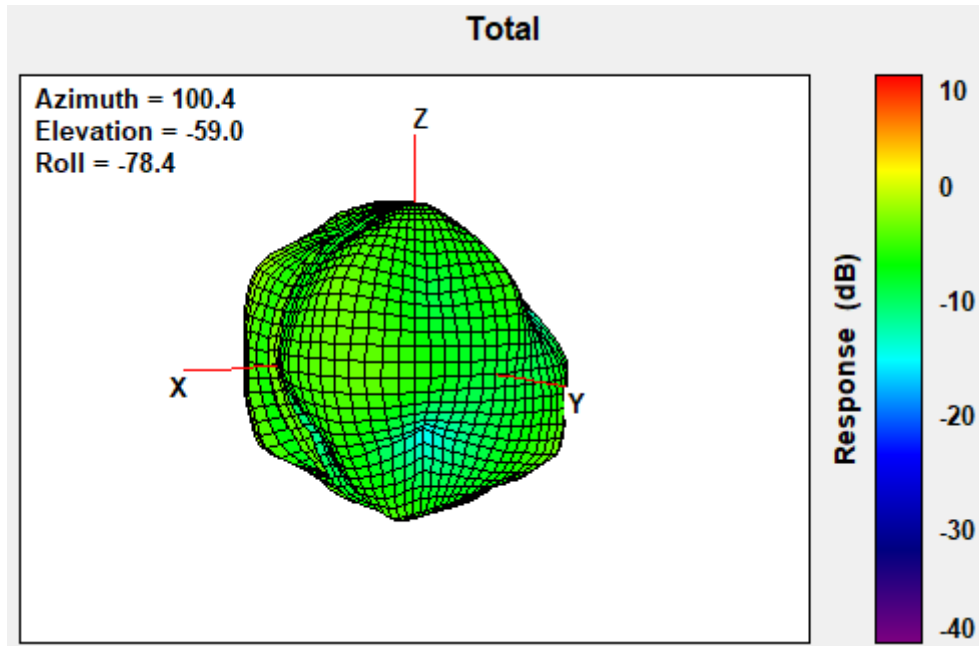 Total
Azimuth = 100.4
Elevation = -59.0
Roll = -78.4
Z
X
Y
Response (dB)
10
0
-10
-20
-30
-40